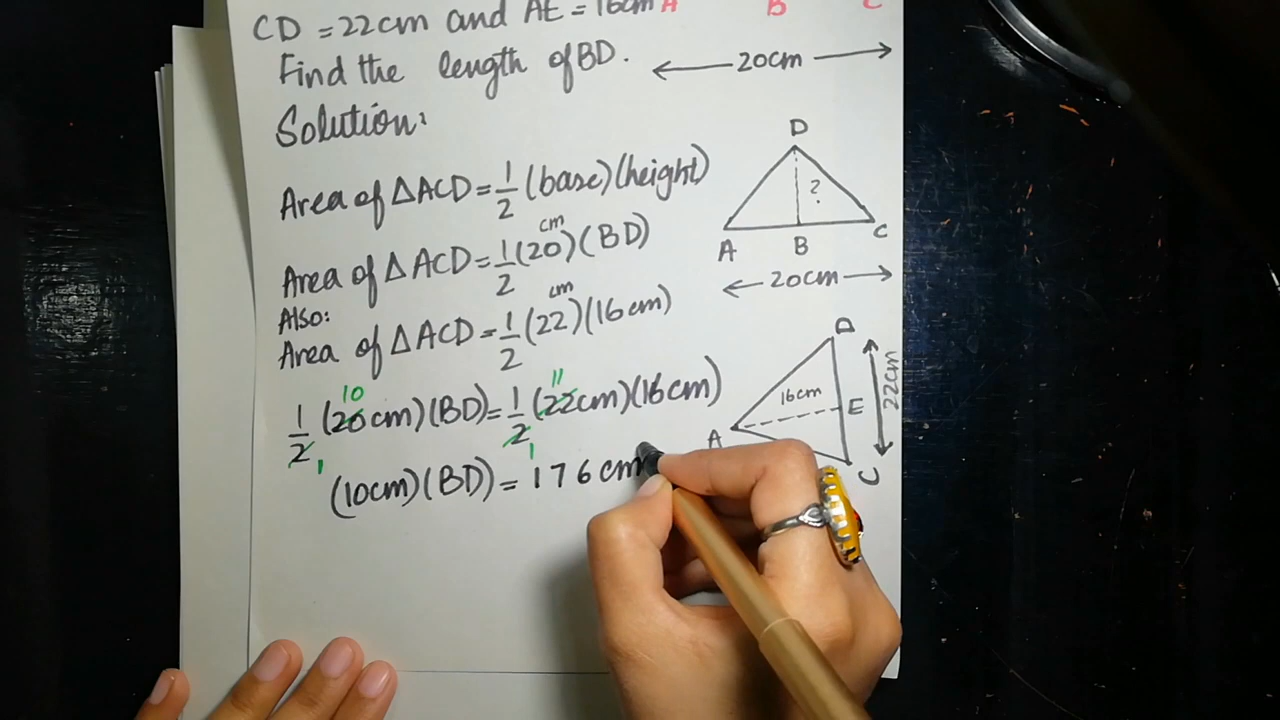 CD = 22cm and AE = 16cm A B C
Find the length of BD.
20cm
Solution:
Area of ΔACD = 1/2 (base)(height)
Area of ΔACD = 1/2 (20 cm)(BD)
Also:
Area of ΔACD = 1/2 (22 cm)(16cm)
10 11
1/2 (20cm)(BD) = 1/2 (22cm)(16cm)
1 1
(10cm)(BD) = 176cm
D
?
A B C
20cm
D
16cm
E
22cm
A
C